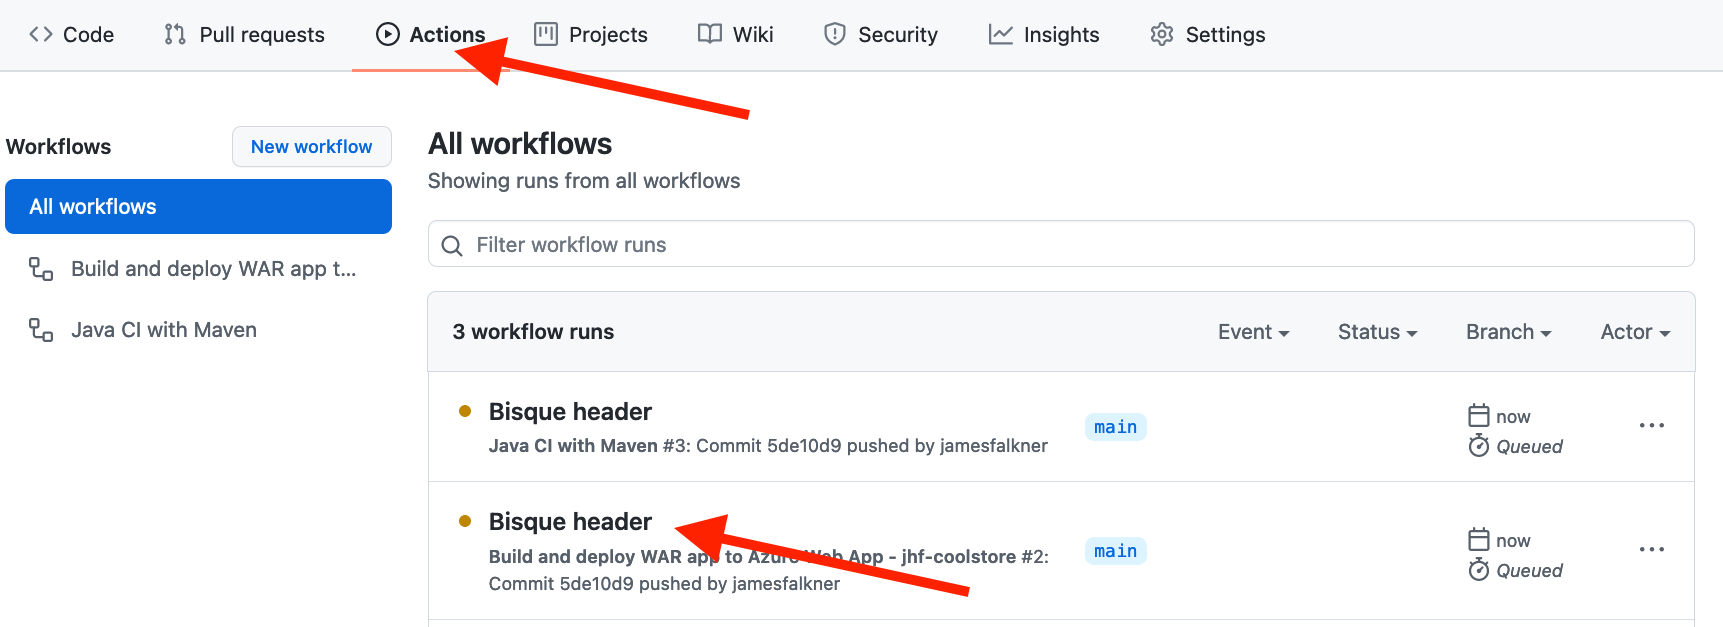 Code Pull requests Actions Projects Wiki Security Insights Settings
Workflows
New workflow
All workflows
Build and deploy WAR app t...
Java CI with Maven
All workflows
Showing runs from all workflows
Filter workflow runs
3 workflow runs
Event Status Branch Actor
Bisque header
Java CI with Maven #3: Commit 5de10d9 pushed by jamesfalkner
main
now
Queued
Bisque header
Build and deploy WAR app to Azure Web App - jhf-coolstore #2:
Commit 5de10d9 pushed by jamesfalkner
main
now
Queued